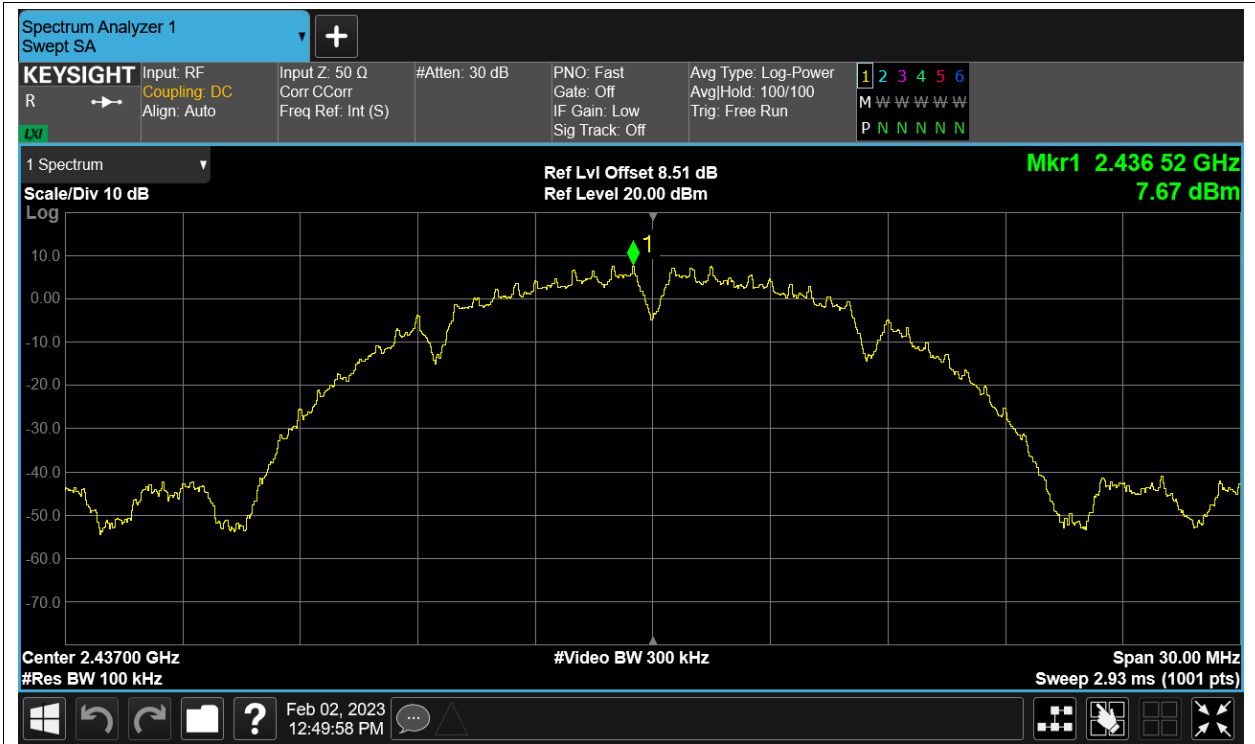 Spectrum Analyzer 1
Swept SA
KEYSIGHT
R
LXI
Input: RF
Coupling: DC
Align: Auto
Input Z: 50 Ω
Corr CCorr
Freq Ref: Int (S)
#Atten: 30 dB
PNO: Fast
Gate: Off
IF Gain: Low
Sig Track: Off
Avg Type: Log-Power
Avg|Hold: 100/100
Trig: Free Run
1 2 3 4 5 6
M W W W W W
P N N N N N
1 Spectrum
Scale/Div 10 dB
Log
Ref Lvl Offset 8.51 dB
Ref Level 20.00 dBm
Mkr1 2.436 52 GHz
7.67 dBm
1
10.0
0.00
-10.0
-20.0
-30.0
-40.0
-50.0
-60.0
-70.0
Center 2.43700 GHz
#Res BW 100 kHz
#Video BW 300 kHz
Span 30.00 MHz
Sweep 2.93 ms (1001 pts)
?
Feb 02, 2023
12:49:58 PM